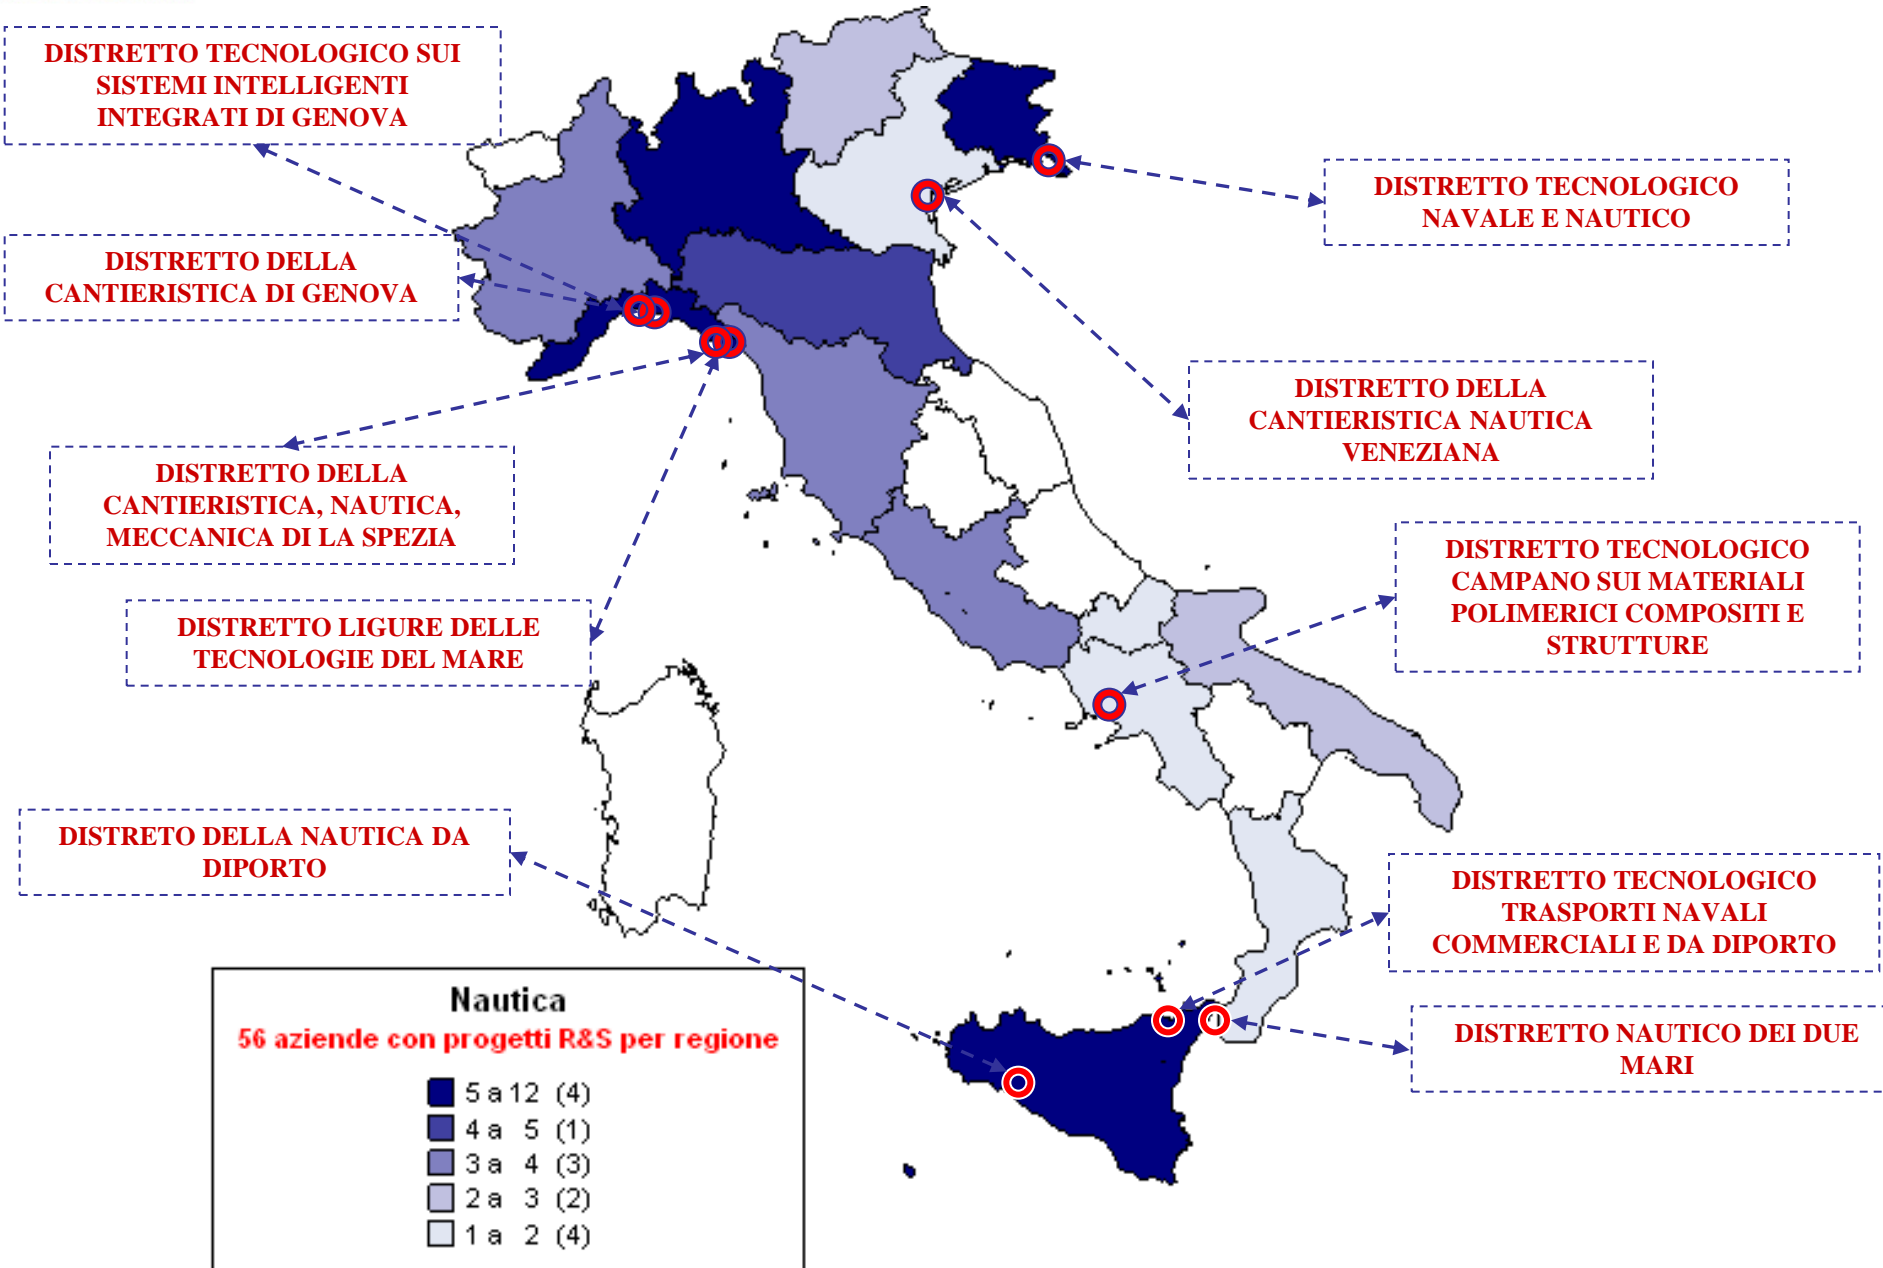 DISTRETTO TECNOLOGICO SUI
SISTEMI INTELLIGENTI
INTEGRATI DI GENOVA
DISTRETTO DELLA
CANTIERISTICA DI GENOVA
DISTRETTO DELLA
CANTIERISTICA, NAUTICA,
MECCANICA DI LA SPEZIA
DISTRETTO LIGURE DELLE
TECNOLOGIE DEL MARE
DISTRETO DELLA NAUTICA DA
DIPORTO
DISTRETTO TECNOLOGICO
NAVALE E NAUTICO
DISTRETTO DELLA
CANTIERISTICA NAUTICA
VENEZIANA
DISTRETTO TECNOLOGICO
CAMPANO SUI MATERIALI
POLIMERICI COMPOSITI E
STRUTTURE
DISTRETTO TECNOLOGICO
TRASPORTI NAVALI
COMMERCIALI E DA DIPORTO
DISTRETTO NAUTICO DEI DUE
MARI
Nautica
56 aziende con progetti R&S per regione
5 a 12 (4)
4 a 5 (1)
3 a 4 (3)
2 a 3 (2)
1 a 2 (4)